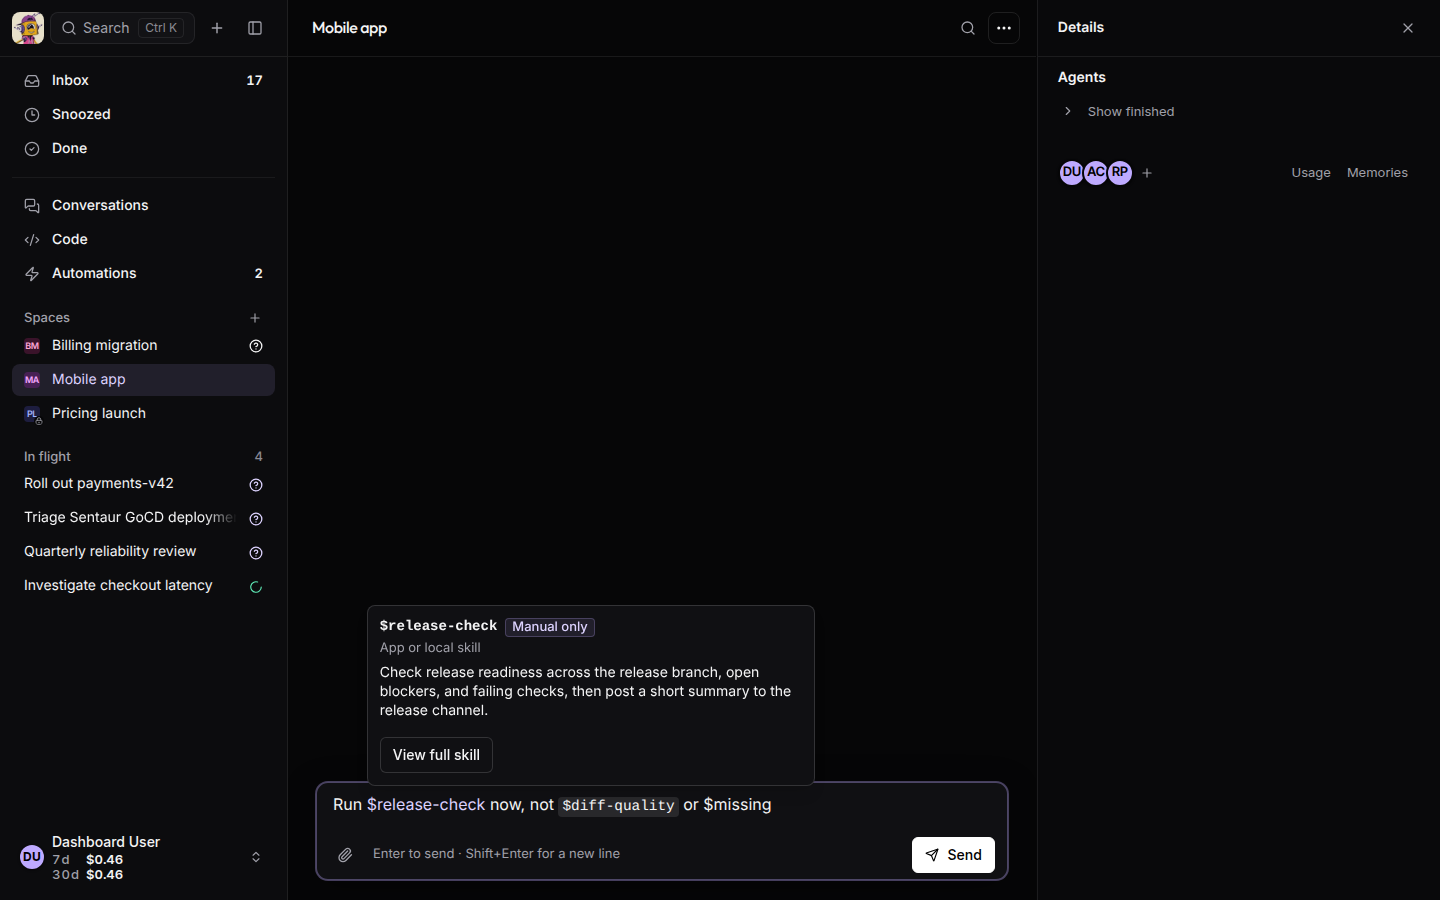 Search Ctrl K
Inbox 17
Snoozed
Done
Conversations
Code
Automations 2
Spaces
BM Billing migration
MA Mobile app
PL Pricing launch
In flight 4
Roll out payments-v42
Triage Sentaur GoCD deployme
Quarterly reliability review
Investigate checkout latency
DU Dashboard User
7d $0.46
30d $0.46
Mobile app
$release-check Manual only
App or local skill
Check release readiness across the release branch, open
blockers, and failing checks, then post a short summary to the
release channel.
View full skill
Run $release-check now, not $diff-quality or $missing
Enter to send · Shift+Enter for a new line
Send
Details
Agents
Show finished
DU AC RP Usage Memories